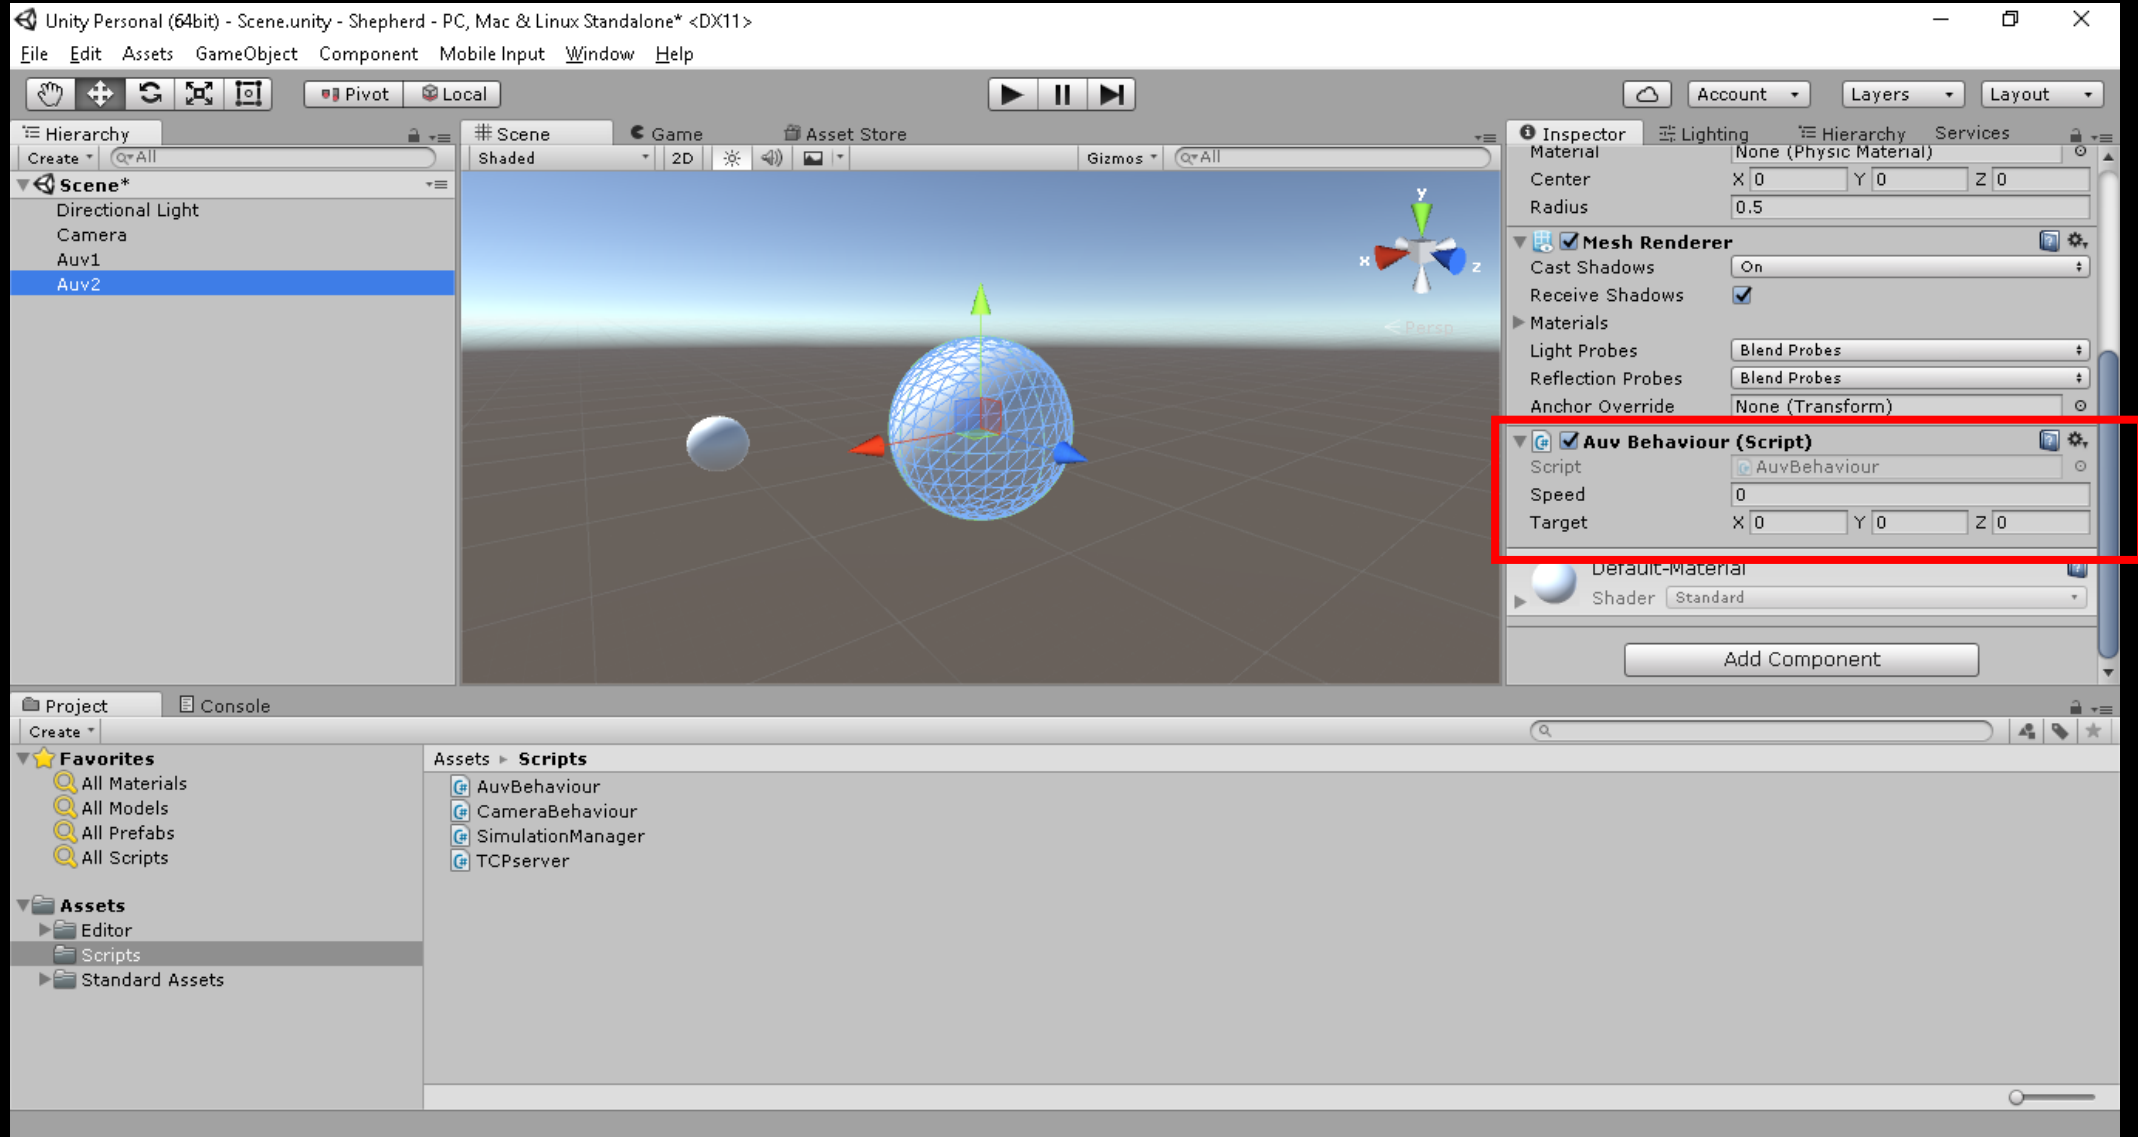 Unity Personal (64bit) - Scene.unity - Shepherd - PC, Mac & Linux Standalone* <DX11>
File Edit Assets GameObject Component Mobile Input Window Help
Pivot Local Account Layers Layout
Hierarchy
Create All
Scene*
Directional Light
Camera
Auv1
Auv2
Scene Game Asset Store
Shaded 2D Gizmos All
y
x
z
Persp
Inspector Lighting Hierarchy Services
Material None (Physic Material)
Center X 0 Y 0 Z 0
Radius 0.5
Mesh Renderer
Cast Shadows On
Receive Shadows
Materials
Light Probes Blend Probes
Reflection Probes Blend Probes
Anchor Override None (Transform)
Auv Behaviour (Script)
Script AuvBehaviour
Speed 0
Target X 0 Y 0 Z 0
Default-Material
Shader Standard
Add Component
Project Console
Create
Favorites
All Materials
All Models
All Prefabs
All Scripts
Assets
Editor
Scripts
Standard Assets
Assets Scripts
AuvBehaviour
CameraBehaviour
SimulationManager
TCPserver